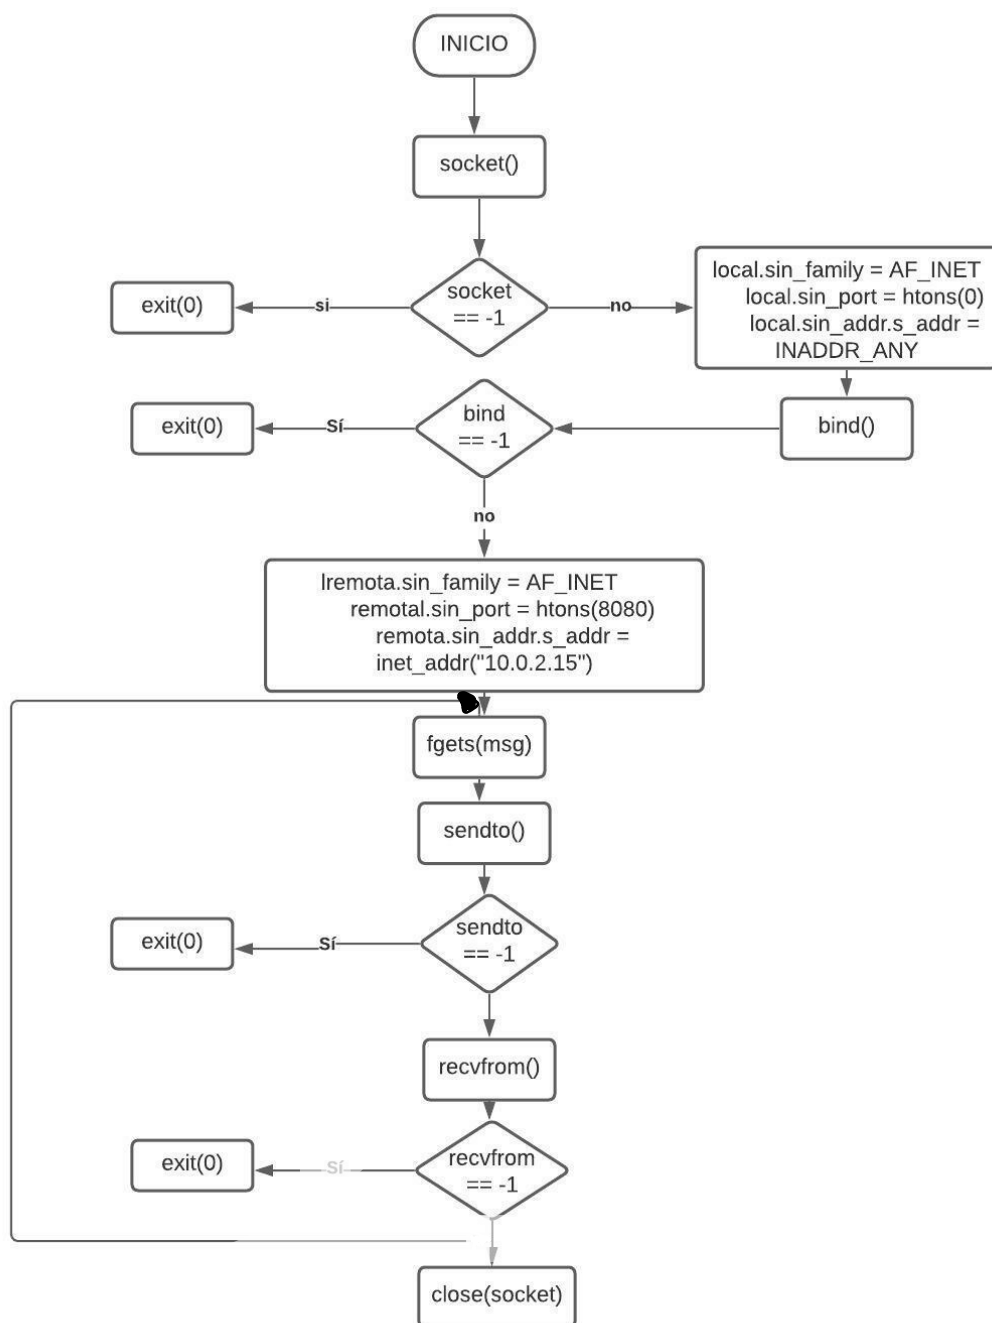 INICIO
socket()
socket
== -1
si
exit(0)
no
local.sin_family = AF_INET
local.sin_port = htons(0)
local.sin_addr.s_addr =
INADDR_ANY
bind()
bind
== -1
Sí
exit(0)
no
lremota.sin_family = AF_INET
remotal.sin_port = htons(8080)
remota.sin_addr.s_addr =
inet_addr("10.0.2.15")
fgets(msg)
sendto()
sendto
== -1
Sí
exit(0)
recvfrom()
recvfrom
== -1
Sí
exit(0)
close(socket)